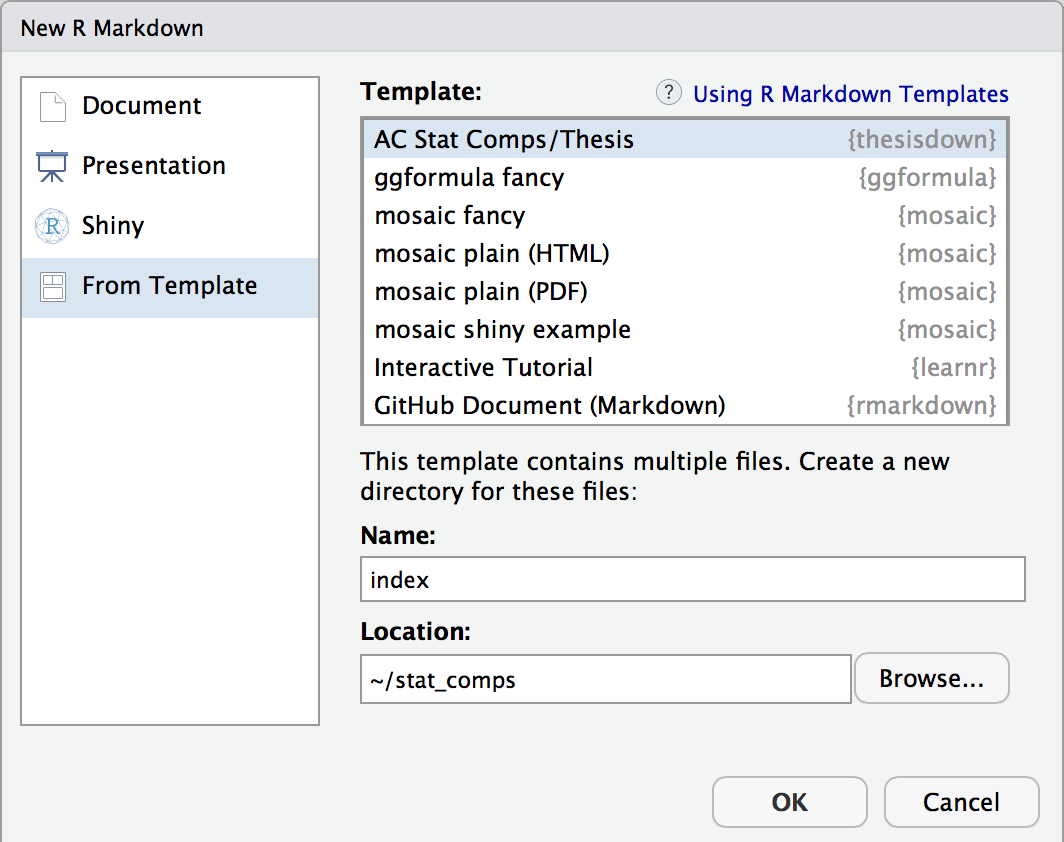 New R Markdown
Document
Presentation
Shiny
From Template
Template:
? Using R Markdown Templates
AC Stat Comps/Thesis {thesisdown}
ggformula fancy {ggformula}
mosaic fancy {mosaic}
mosaic plain (HTML) {mosaic}
mosaic plain (PDF) {mosaic}
mosaic shiny example {mosaic}
Interactive Tutorial {learnr}
GitHub Document (Markdown) {rmarkdown}
This template contains multiple files. Create a new
directory for these files:
Name:
index
Location:
~/stat_comps
Browse...
OK
Cancel